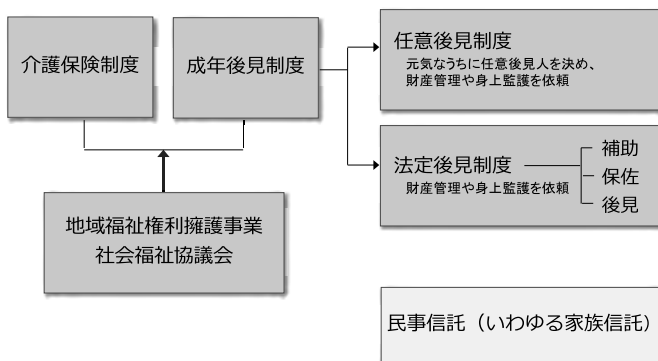 介護保険制度
成年後見制度
任意後見制度
元気なうちに任意後見人を決め、
財産管理や身上監護を依頼
法定後見制度
財産管理や身上監護を依頼
補助
保佐
後見
地域福祉権利擁護事業
社会福祉協議会
民事信託（いわゆる家族信託）